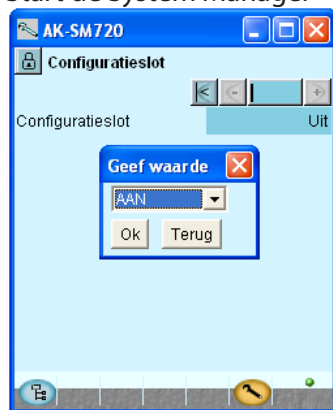 Start de System manager
AK-SM720
Configuratieslot
Configuratieslot Uit
Geef waarde
AAN
Ok Terug